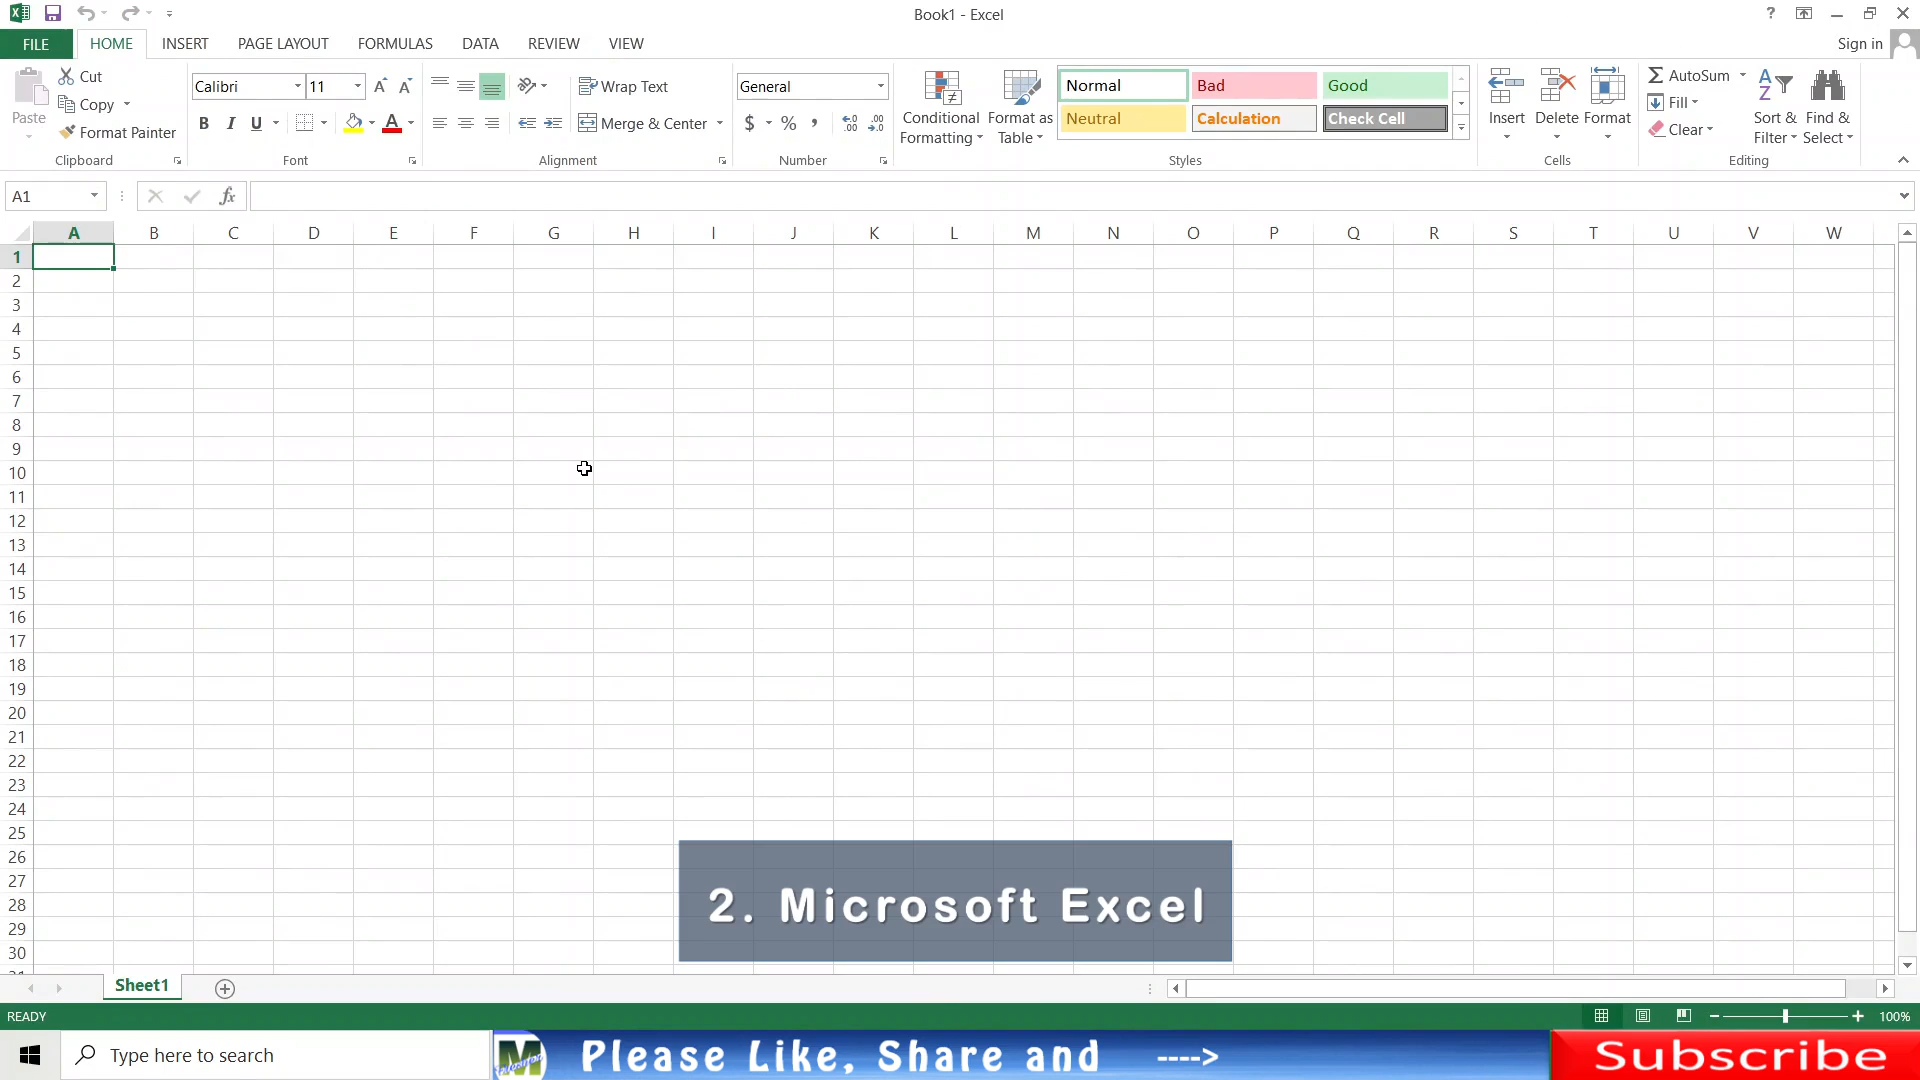 Book1 - Excel
?
FILE HOME INSERT PAGE LAYOUT FORMULAS DATA REVIEW VIEW Sign in
Paste
Cut
Copy
Format Painter
Clipboard
Calibri 11
B I U A
Font
Wrap Text
Merge & Center
Alignment
General
$ % ,
Number
Conditional Formatting
Format as Table
Normal Bad Good
Neutral Calculation Check Cell
Styles
Insert Delete Format
Cells
AutoSum
Fill
Clear
Sort & Filter
Find & Select
Editing
A1 fx
A B C D E F G H I J K L M N O P Q R S T U V W
1
2
3
4
5
6
7
8
9
10
11
12
13
14
15
16
17
18
19
20
21
22
23
24
25
26
27
28
29
30
2. Microsoft Excel
Sheet1
READY 100%
Type here to search
Please Like, Share and ---->
Subscribe